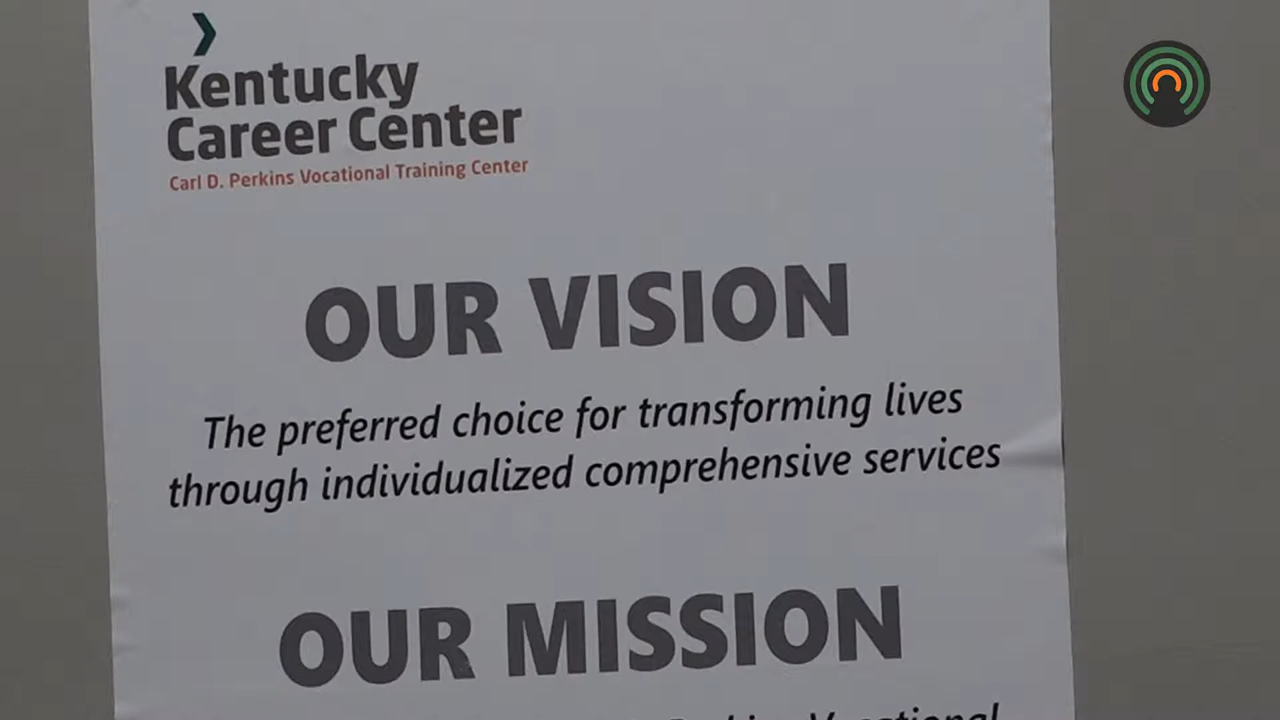 Kentucky
Career Center
Carl D. Perkins Vocational Training Center
OUR VISION
The preferred choice for transforming lives
through individualized comprehensive services
OUR MISSION
Vocational